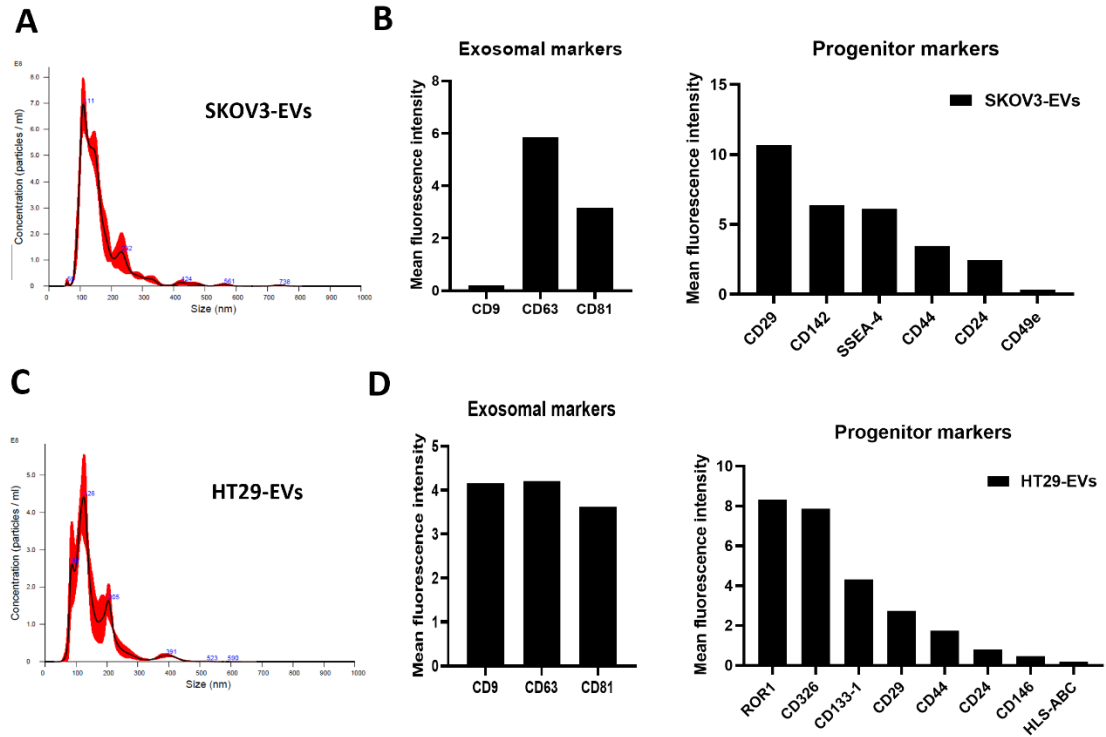 A
E8
Concentration (particles / ml)
8.0
7.0
6.0
5.0
4.0
3.0
2.0
1.0
0
11
424
561
736
0 100 200 300 400 500 600 700 800 900 1000
Size (nm)
SKOV3-EVs
B
Exosomal markers
Mean fluorescence intensity
8
6
4
2
0
CD9 CD63 CD81
Progenitor markers
SKOV3-EVs
Mean fluorescence intensity
15
10
5
0
CD29 CD142 SSEA-4 CD44 CD24 CD49e
C
E8
Concentration (particles / ml)
5.0
4.0
3.0
2.0
1.0
0
391
523
590
0 100 200 300 400 500 600 700 800 900 1000
Size (nm)
HT29-EVs
D
Exosomal markers
Mean fluorescence intensity
5
4
3
2
1
0
CD9 CD63 CD81
Progenitor markers
HT29-EVs
Mean fluorescence intensity
10
8
6
4
2
0
ROR1 CD326 CD133-1 CD29 CD44 CD24 CD146 HLS-ABC